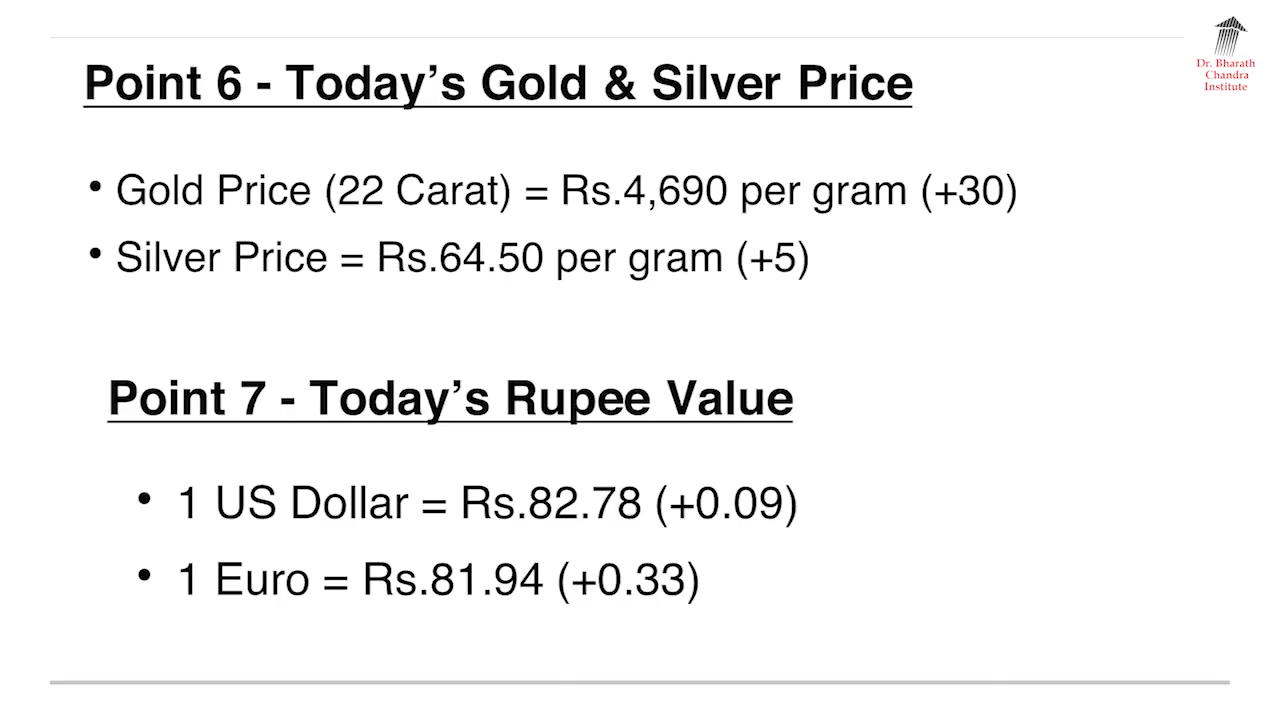 Dr. Bharath
Chandra
Institute
Point 6 - Today’s Gold & Silver Price
• Gold Price (22 Carat) = Rs.4,690 per gram (+30)
• Silver Price = Rs.64.50 per gram (+5)
Point 7 - Today’s Rupee Value
• 1 US Dollar = Rs.82.78 (+0.09)
• 1 Euro = Rs.81.94 (+0.33)